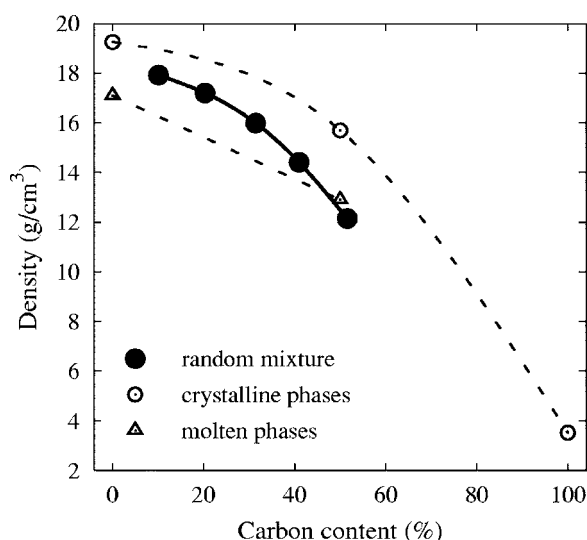 20
18
16
14
12
10
8
6
4
2
Density (g/cm³)
random mixture
crystalline phases
molten phases
0 20 40 60 80 100
Carbon content (%)